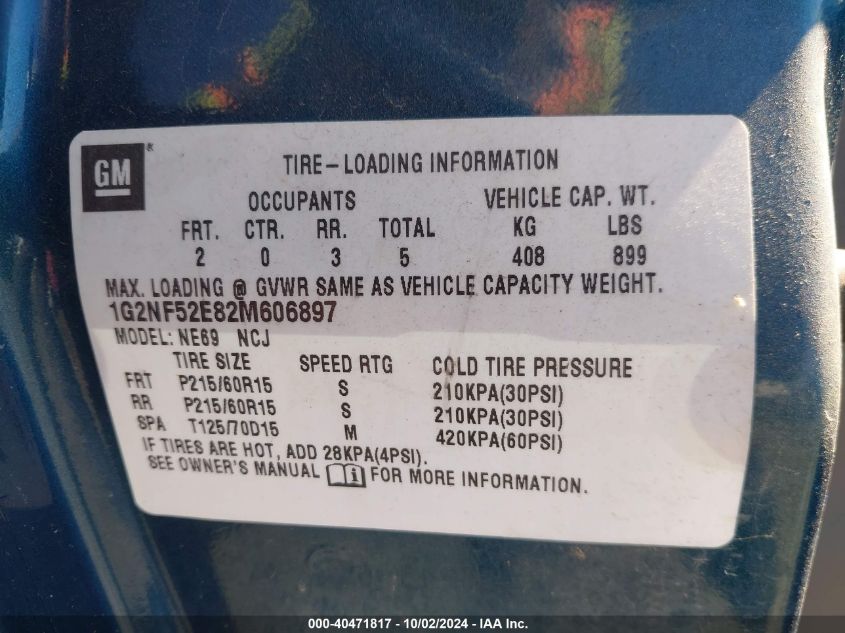 GM ® TIRE-LOADING INFORMATION
OCCUPANTS VEHICLE CAP. WT.
FRT. CTR. RR. TOTAL KG LBS
2 0 3 5 408 899
MAX. LOADING @ GVWR SAME AS VEHICLE CAPACITY WEIGHT.
1G2NF52E82M606897
MODEL: NE69 NCJ
TIRE SIZE SPEED RTG COLD TIRE PRESSURE
FRT P215/60R15 S 210KPA(30PSI)
RR P215/60R15 S 210KPA(30PSI)
SPA T125/70D15 M 420KPA(60PSI)
IF TIRES ARE HOT, ADD 28KPA(4PSI).
SEE OWNER'S MANUAL i FOR MORE INFORMATION.
000-40471817 - 10/02/2024 - IAA Inc.